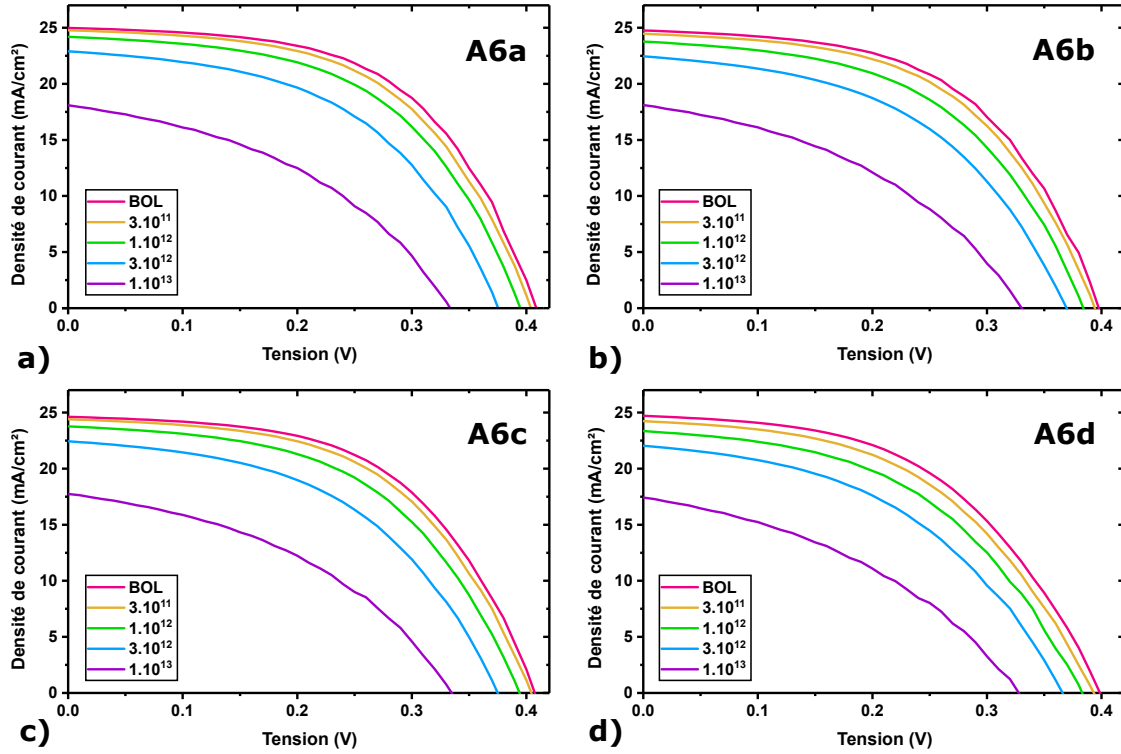 A6a
Densité de courant (mA/cm²)
25
20
15
10
5
0
BOL
3.10¹¹
1.10¹²
3.10¹²
1.10¹³
0.0 0.1 0.2 0.3 0.4
Tension (V)
a)
A6b
Densité de courant (mA/cm²)
25
20
15
10
5
0
BOL
3.10¹¹
1.10¹²
3.10¹²
1.10¹³
0.0 0.1 0.2 0.3 0.4
Tension (V)
b)
A6c
Densité de courant (mA/cm²)
25
20
15
10
5
0
BOL
3.10¹¹
1.10¹²
3.10¹²
1.10¹³
0.0 0.1 0.2 0.3 0.4
Tension (V)
c)
A6d
Densité de courant (mA/cm²)
25
20
15
10
5
0
BOL
3.10¹¹
1.10¹²
3.10¹²
1.10¹³
0.0 0.1 0.2 0.3 0.4
Tension (V)
d)